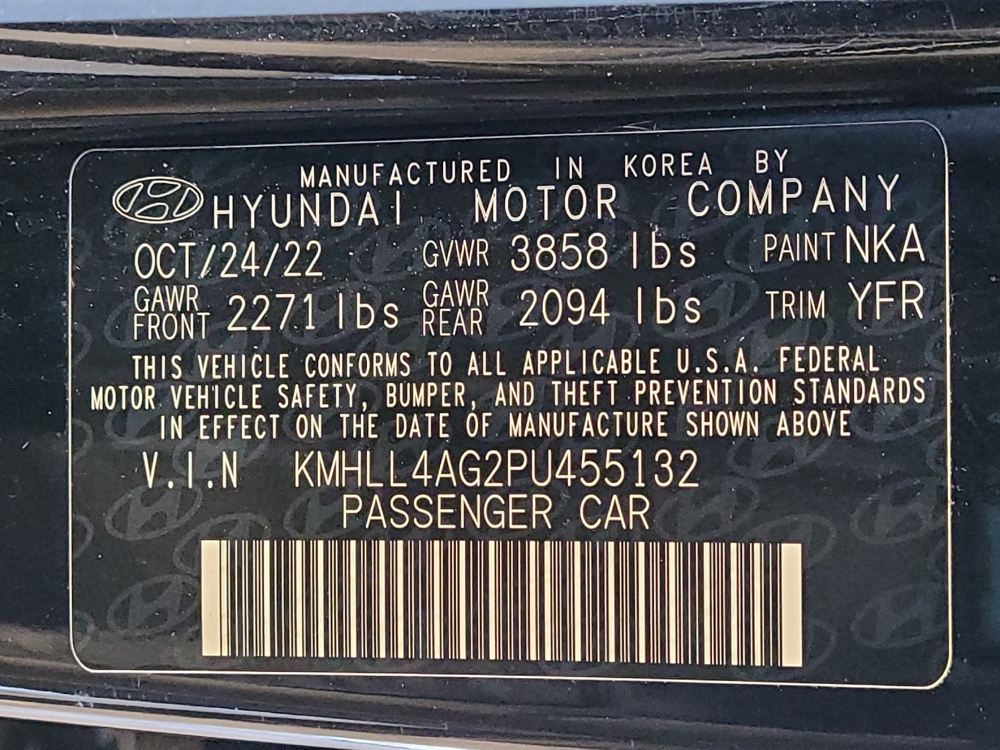 MANUFACTURED IN KOREA BY
HYUNDAI MOTOR COMPANY
OCT/24/22 GVWR 3858 lbs PAINT NKA
GAWR FRONT 2271 lbs GAWR REAR 2094 lbs TRIM YFR
THIS VEHICLE CONFORMS TO ALL APPLICABLE U.S.A. FEDERAL
MOTOR VEHICLE SAFETY, BUMPER, AND THEFT PREVENTION STANDARDS
IN EFFECT ON THE DATE OF MANUFACTURE SHOWN ABOVE
V.I.N KMHLL4AG2PU455132
PASSENGER CAR